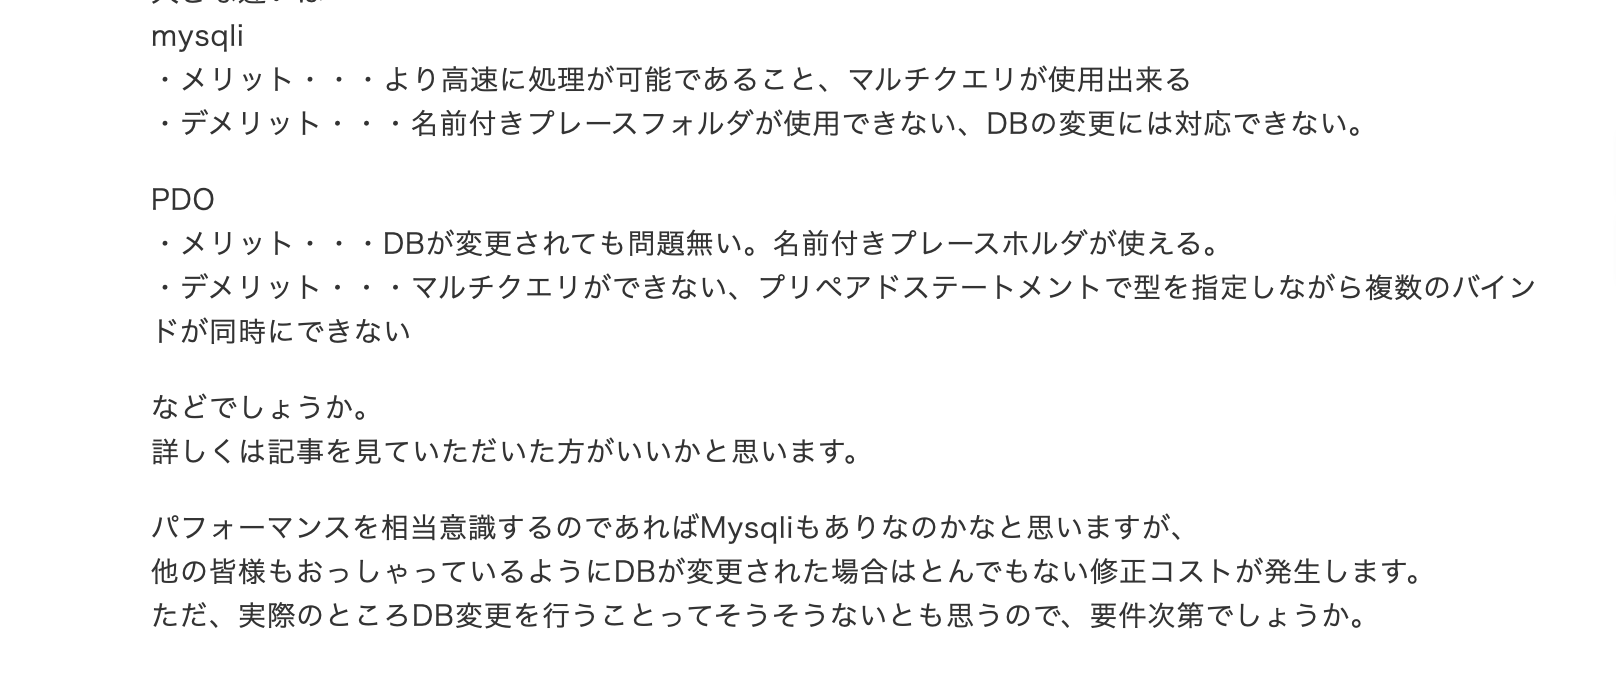 mysqli
・メリット・・・より高速に処理が可能であること、マルチクエリが使用出来る
・デメリット・・・名前付きプレースフォルダが使用できない、DBの変更には対応できない。
PDO
・メリット・・・DBが変更されても問題無い。名前付きプレースホルダが使える。
・デメリット・・・マルチクエリができない、プリペアドステートメントで型を指定しながら複数のバイン
ドが同時にできない
などでしょうか。
詳しくは記事を見ていただいた方がいいかと思います。
パフォーマンスを相当意識するのであればMysqliもありなのかなと思いますが、
他の皆様もおっしゃっているようにDBが変更された場合はとんでもない修正コストが発生します。
ただ、実際のところDB変更を行うことってそうそうないとも思うので、要件次第でしょうか。